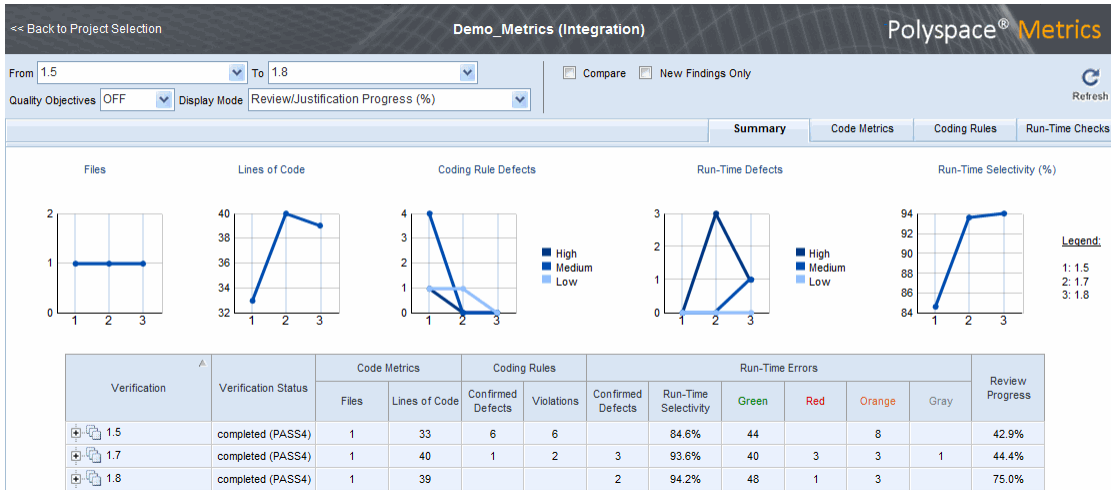 << Back to Project Selection
Demo_Metrics (Integration)
Polyspace® Metrics
From 1.5 To 1.8 Compare New Findings Only
Quality Objectives OFF Display Mode Review/Justification Progress (%)
Refresh
Summary Code Metrics Coding Rules Run-Time Checks
Files
2
1
0
1 2 3
Lines of Code
40
38
36
34
32
1 2 3
Coding Rule Defects
4
3
2
1
0
1 2 3
High
Medium
Low
Run-Time Defects
3
2
1
0
1 2 3
High
Medium
Low
Run-Time Selectivity (%)
94
92
90
88
86
84
1 2 3
Legend:
1: 1.5
2: 1.7
3: 1.8
Verification Verification Status Code Metrics Coding Rules Run-Time Errors Review Progress
Files Lines of Code Confirmed Defects Violations Confirmed Defects Run-Time Selectivity Green Red Orange Gray
1.5 completed (PASS4) 1 33 6 6 84.6% 44 8 42.9%
1.7 completed (PASS4) 1 40 1 2 3 93.6% 40 3 3 1 44.4%
1.8 completed (PASS4) 1 39 2 94.2% 48 1 3 75.0%